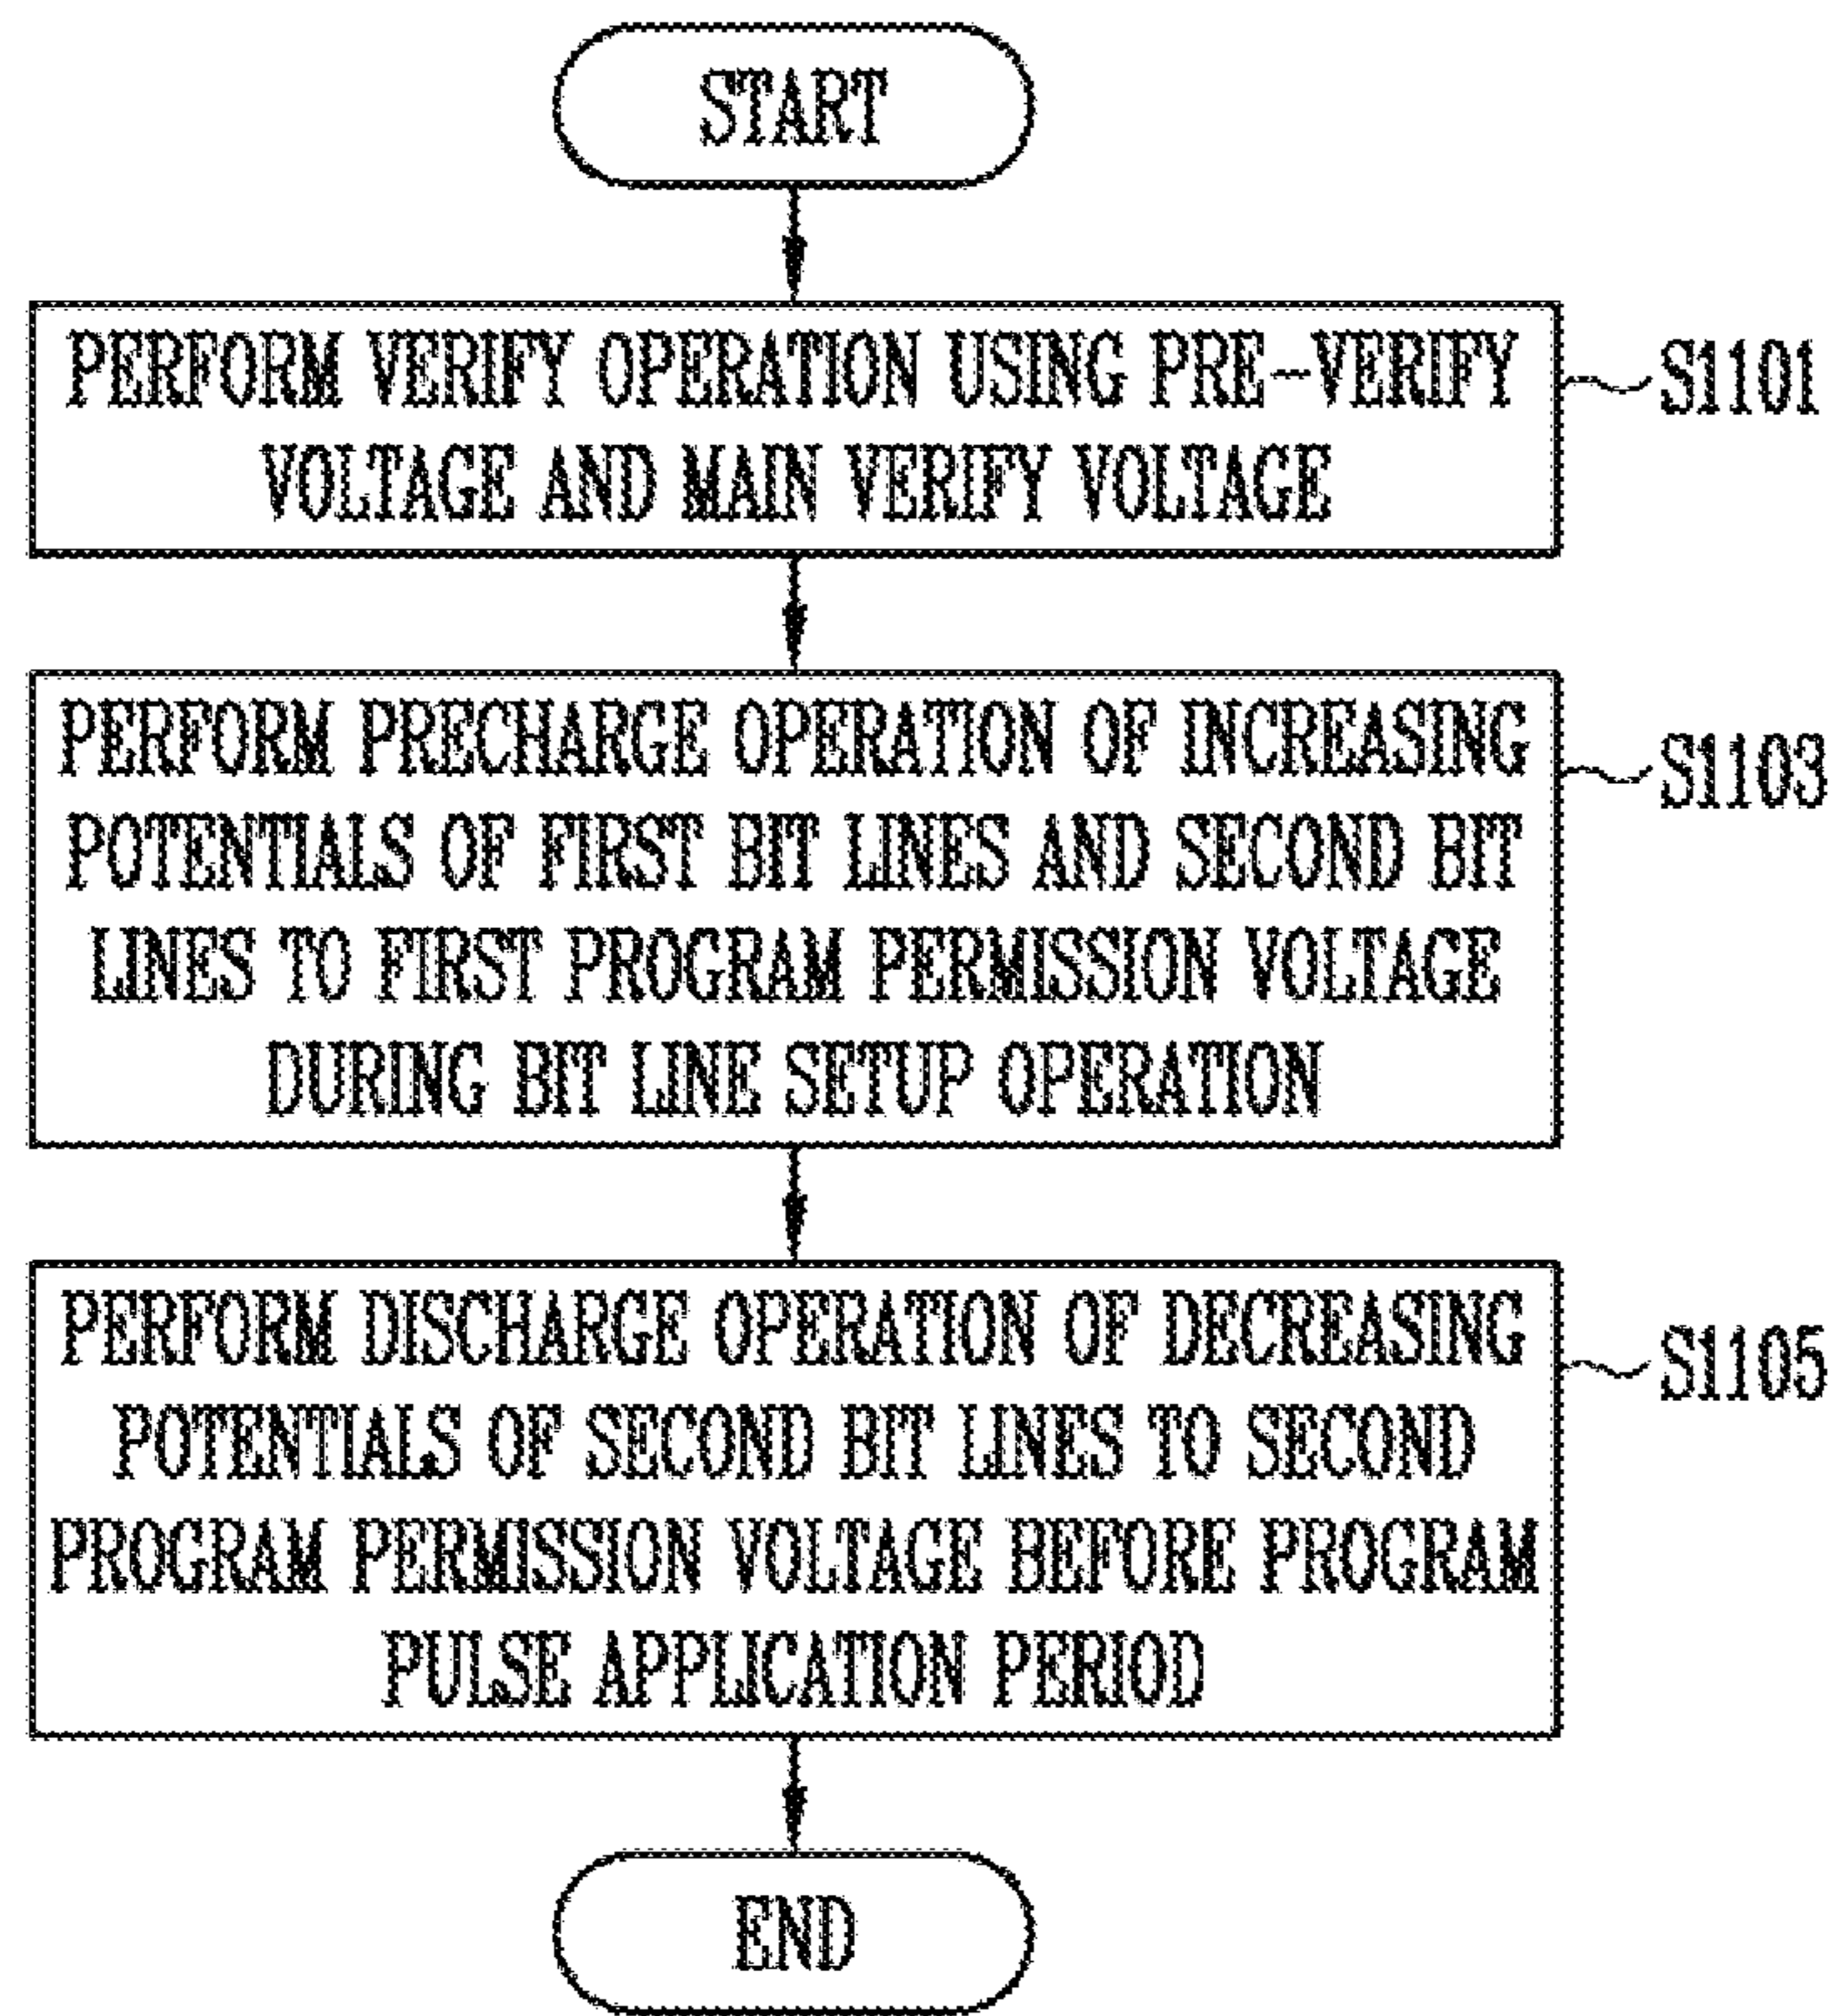 START
PERFORM VERIFY OPERATION USING PRE-VERIFY
VOLTAGE AND MAIN VERIFY VOLTAGE
S1101
PERFORM PRECHARGE OPERATION OF INCREASING
POTENTIALS OF FIRST BIT LINES AND SECOND BIT
LINES TO FIRST PROGRAM PERMISSION VOLTAGE
DURING BIT LINE SETUP OPERATION
S1103
PERFORM DISCHARGE OPERATION OF DECREASING
POTENTIALS OF SECOND BIT LINES TO SECOND
PROGRAM PERMISSION VOLTAGE BEFORE PROGRAM
PULSE APPLICATION PERIOD
S1105
END